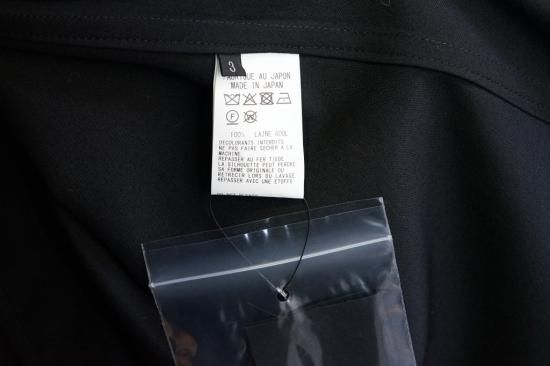 3
FABRIQUE AU JAPON
MADE IN JAPAN
F
100% LAINE WOOL
DECOLORANTS INTERDITS
NE PAS FAIRE SECHER A LA
MACHINE
REPASSER AU FER TIEDE
LA SILHOUETTE PEUT PERDRE
SA FORME ORIGINALE OU
RETRECIR LORS DU LAVAGE
REPASSER AVEC UNE ETOFFE